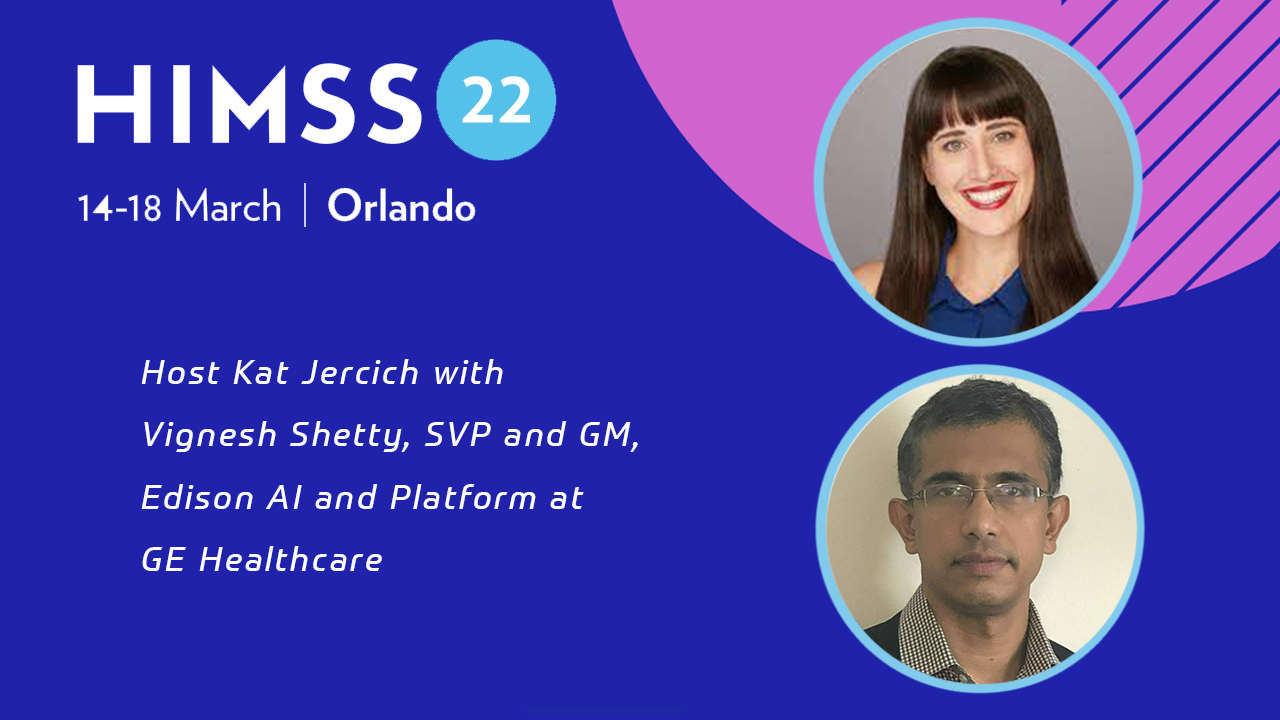 HIMSS 22
14-18 March | Orlando
Host Kat Jercich with
Vignesh Shetty, SVP and GM,
Edison AI and Platform at
GE Healthcare